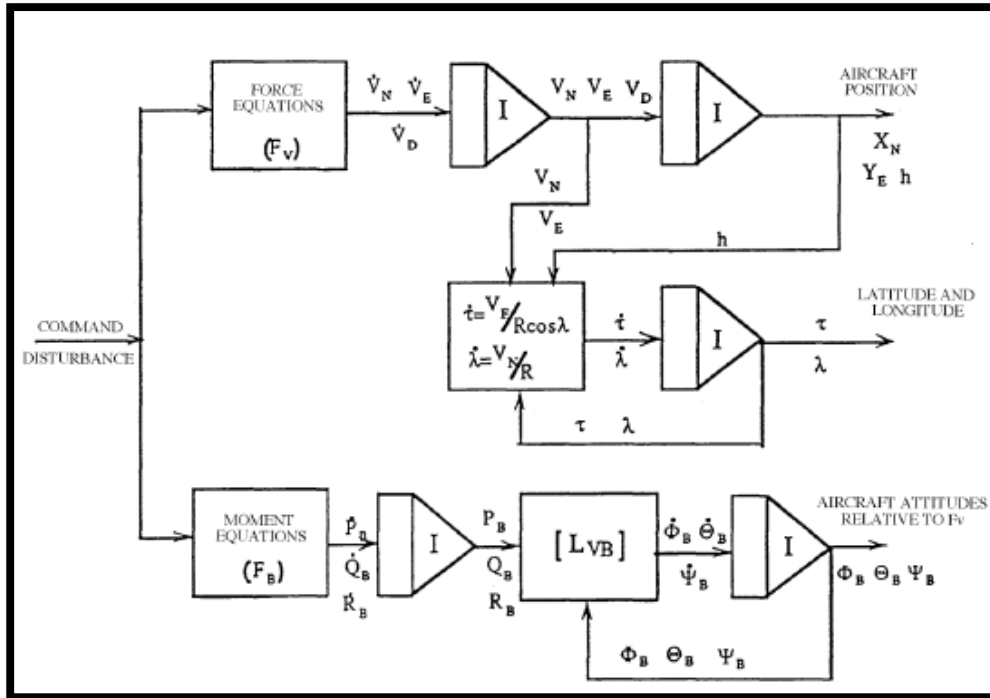 FORCE
EQUATIONS
(F_V)
V̇_N V̇_E
V̇_D
I
V_N V_E V_D
I
AIRCRAFT
POSITION
X_N
Y_E h
V_N
V_E
h
COMMAND
DISTURBANCE
τ̇=V_E/Rcosλ
λ̇=V_N/R
τ̇
λ̇
I
LATITUDE AND
LONGITUDE
τ
λ
τ λ
MOMENT
EQUATIONS
(F_B)
Ṗ_B
Q̇_B
Ṙ_B
I
P_B
Q_B
R_B
[L_VB]
Φ̇_B Θ̇_B
Ψ̇_B
I
AIRCRAFT ATTITUDES
RELATIVE TO Fv
Φ_B Θ_B Ψ_B
Φ_B Θ_B Ψ_B